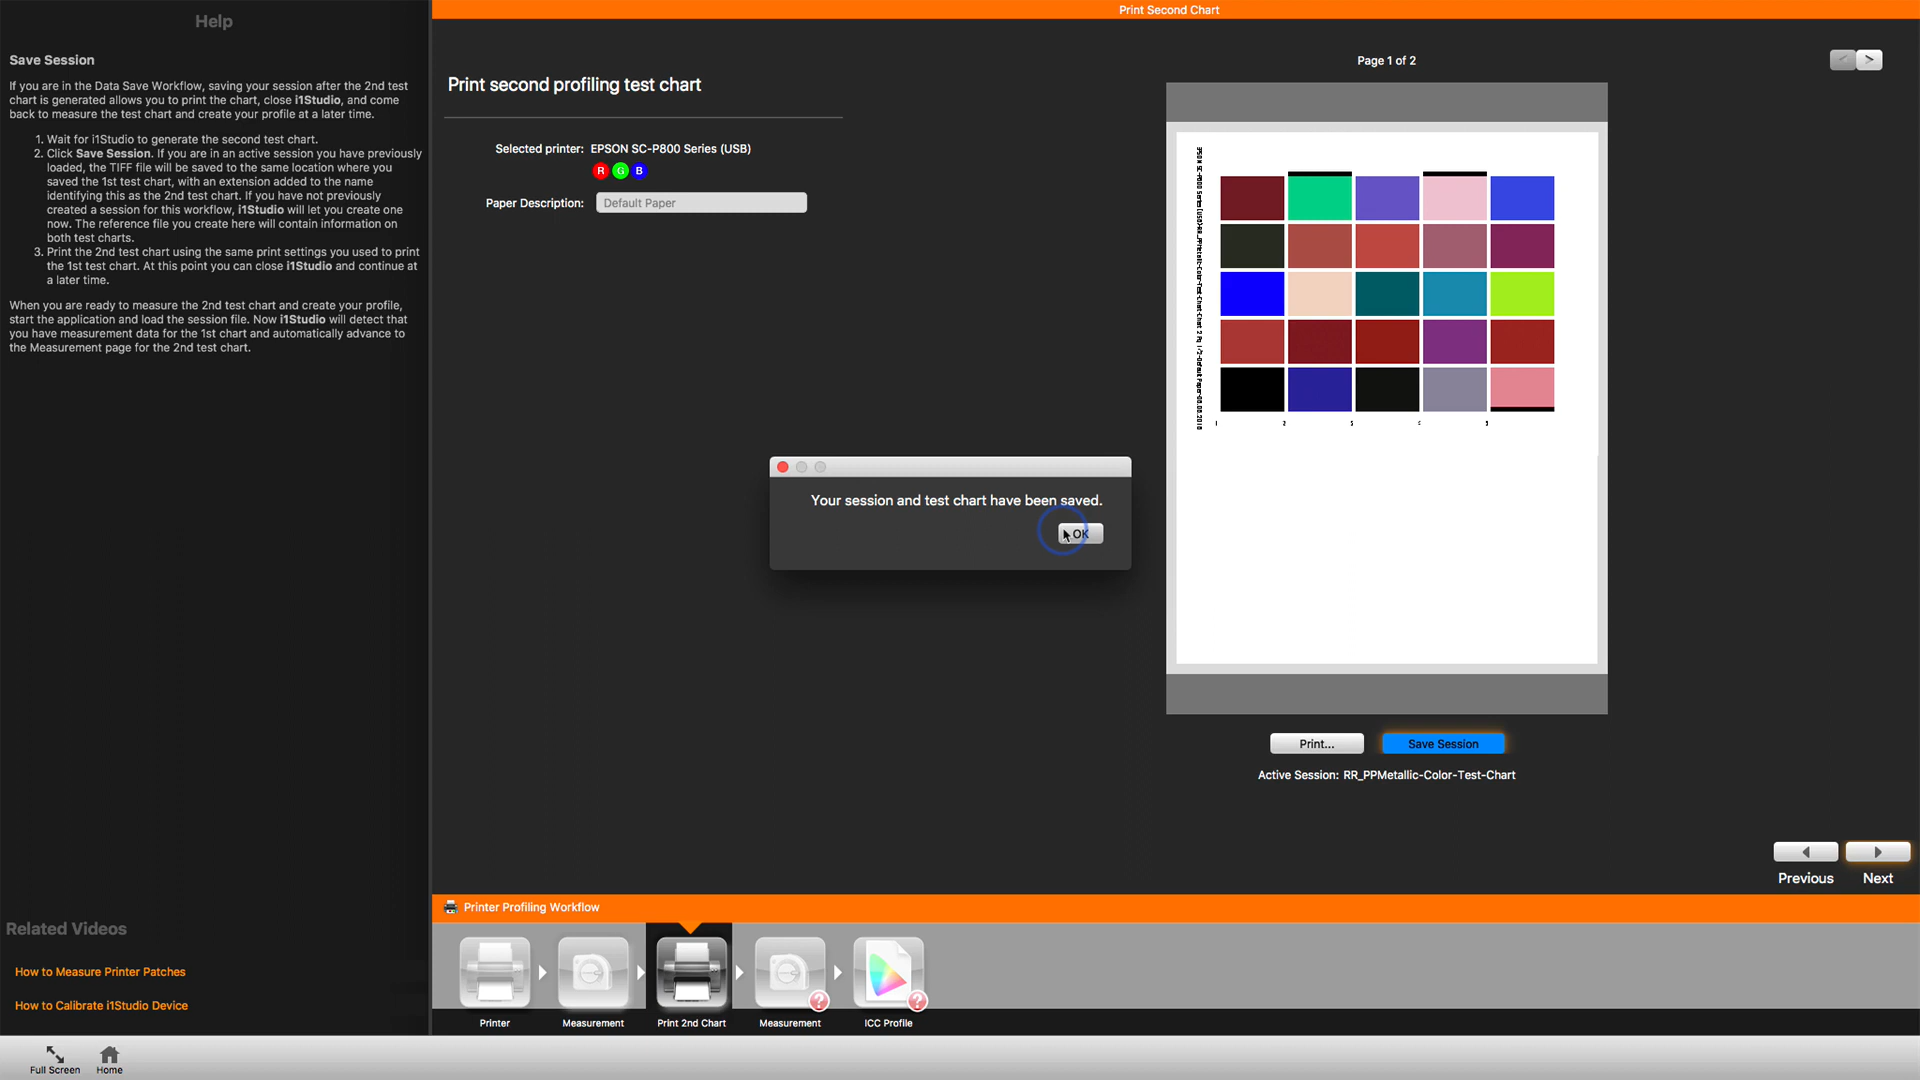 Help
Save Session
If you are in the Data Save Workflow, saving your session after the 2nd test
chart is generated allows you to print the chart, close i1Studio, and come
back to measure the test chart and create your profile at a later time.
1. Wait for i1Studio to generate the second test chart.
2. Click Save Session. If you are in an active session you have previously
loaded, the TIFF file will be saved to the same location where you
saved the 1st test chart, with an extension added to the name
identifying this as the 2nd test chart. If you have not previously
created a session for this workflow, i1Studio will let you create one
now. The reference file you create here will contain information on
both test charts.
3. Print the 2nd test chart using the same print settings you used to print
the 1st test chart. At this point you can close i1Studio and continue at
a later time.
When you are ready to measure the 2nd test chart and create your profile,
start the application and load the session file. Now i1Studio will detect that
you have measurement data for the 1st chart and automatically advance to
the Measurement page for the 2nd test chart.
Related Videos
How to Measure Printer Patches
How to Calibrate i1Studio Device
Full Screen
Home
Print Second Chart
Print second profiling test chart
Selected printer: EPSON SC-P800 Series (USB)
R G B
Paper Description: Default Paper
Page 1 of 2
< >
Your session and test chart have been saved.
OK
Print...
Save Session
Active Session: RR_PPMetallic-Color-Test-Chart
Previous
Next
Printer Profiling Workflow
? ?
Printer
Measurement
Print 2nd Chart
Measurement
ICC Profile